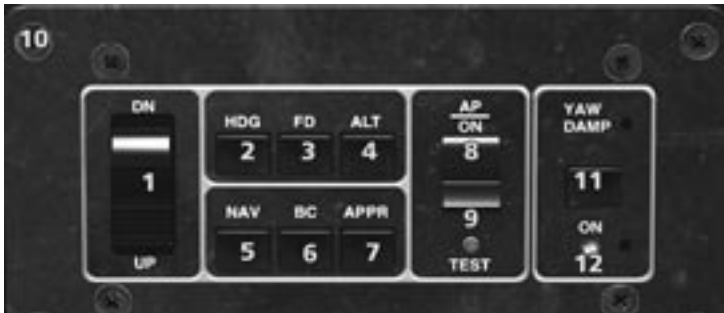 10
DN
1
UP
HDG FD ALT
2 3 4
NAV BC APPR
5 6 7
AP
ON
8
9
TEST
YAW
DAMP
11
ON
12